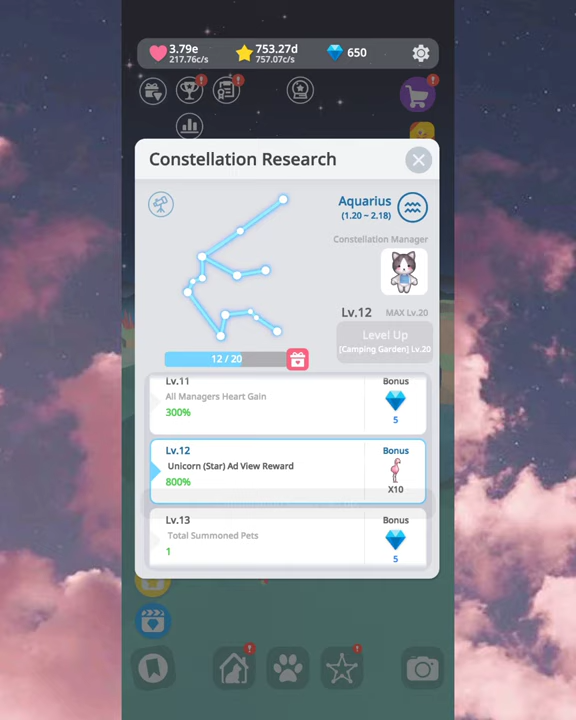 3.79e
217.76c/s
753.27d
757.07c/s
650
Constellation Research
Aquarius
(1.20 ~ 2.18)
Constellation Manager
Lv.12 MAX Lv.20
Level Up
[Camping Garden] Lv.20
12 / 20
Lv.11
All Managers Heart Gain
300%
Bonus
5
Lv.12
Unicorn (Star) Ad View Reward
800%
Bonus
X10
Lv.13
Total Summoned Pets
1
Bonus
5